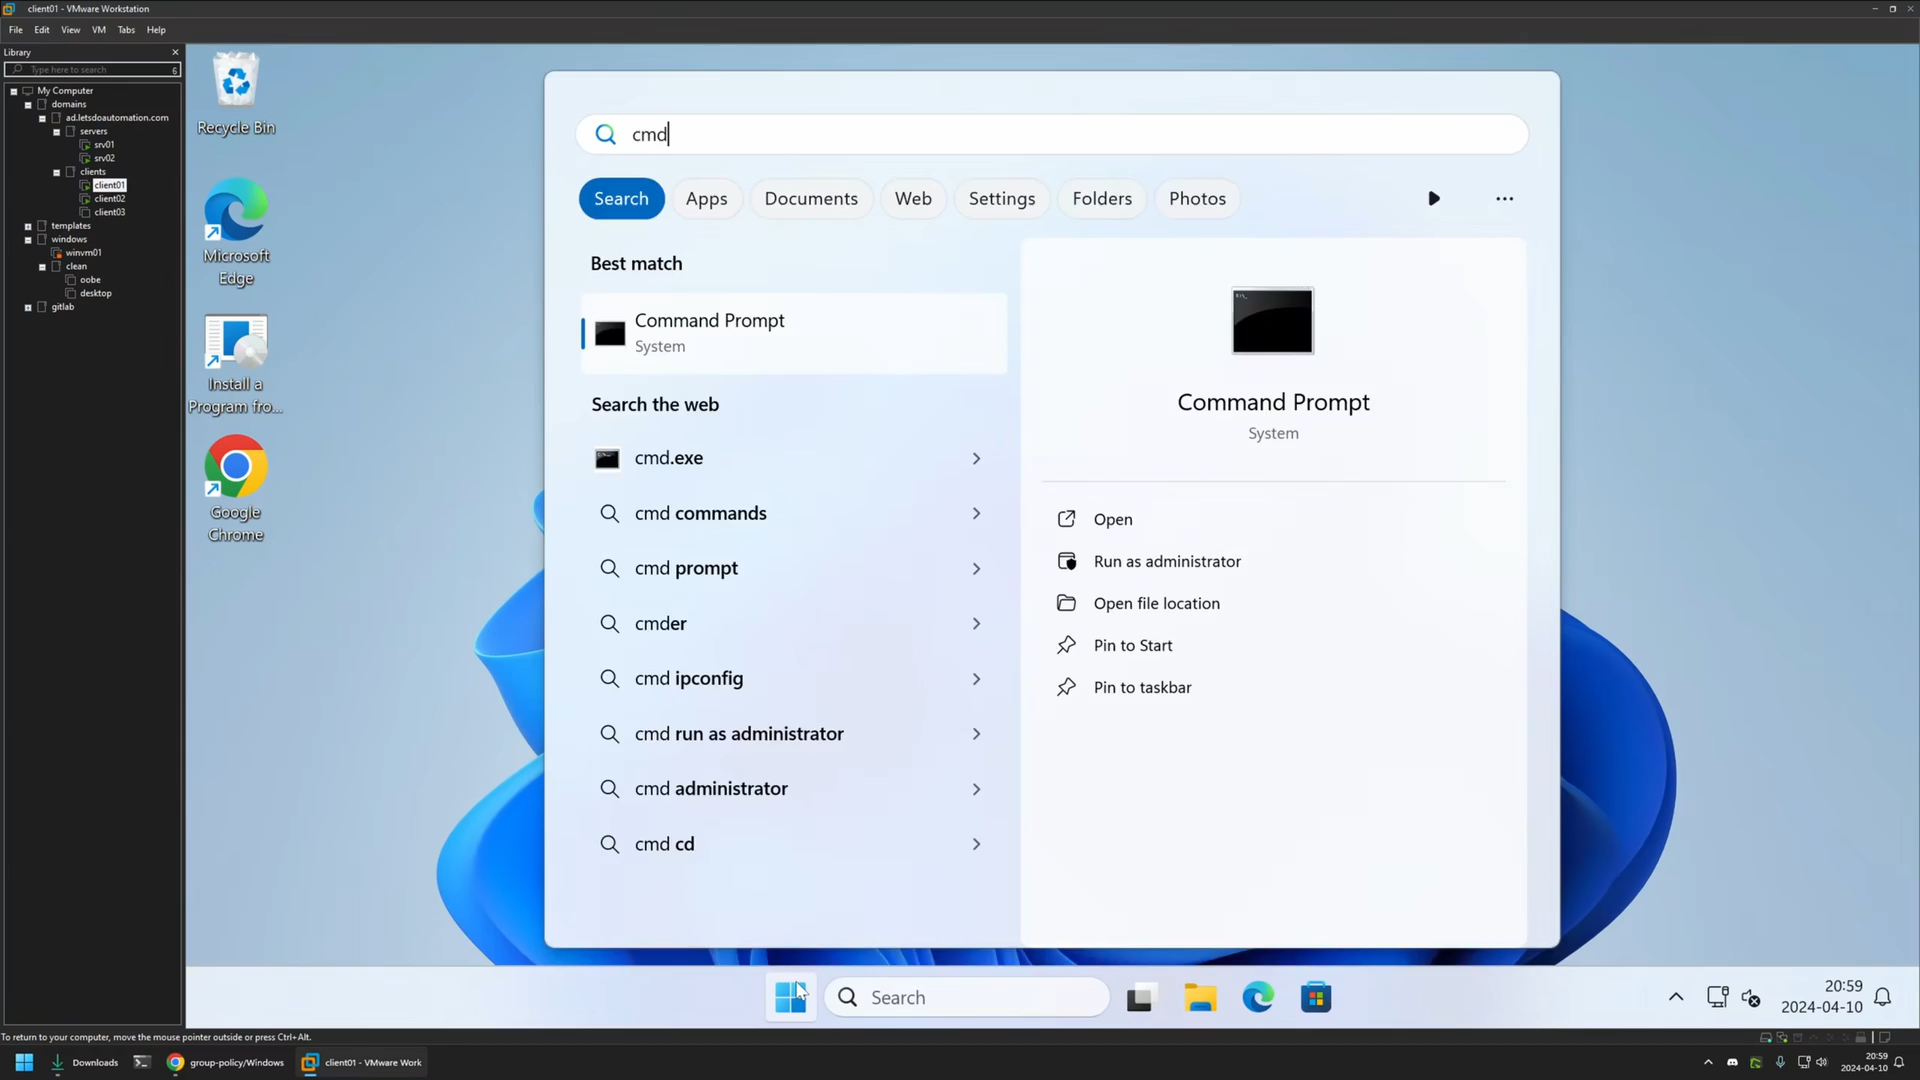 client01 - VMware Workstation
File Edit View VM Tabs Help
Library
Type here to search
6
My Computer
domains
ad.letsdoautomation.com
servers
srv01
srv02
clients
client01
client02
client03
templates
windows
winvm01
clean
oobe
desktop
gitlab
Recycle Bin
Microsoft
Edge
Install a
Program fro...
Google
Chrome
cmd
Search Apps Documents Web Settings Folders Photos
Best match
Command Prompt
System
Search the web
cmd.exe
cmd commands
cmd prompt
cmder
cmd ipconfig
cmd run as administrator
cmd administrator
cmd cd
Command Prompt
System
Open
Run as administrator
Open file location
Pin to Start
Pin to taskbar
Search
20:59
2024-04-10
To return to your computer, move the mouse pointer outside or press Ctrl+Alt.
Downloads
group-policy/Windows
client01 - VMware Work
20:59
2024-04-10